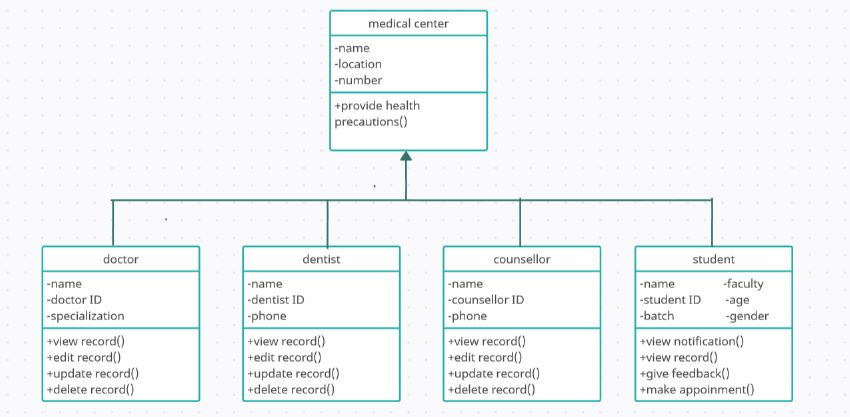 medical center
-name
-location
-number
+provide health
precautions()
doctor
-name
-doctor ID
-specialization
+view record()
+edit record()
+update record()
+delete record()
dentist
-name
-dentist ID
-phone
+view record()
+edit record()
+update record()
+delete record()
counsellor
-name
-counsellor ID
-phone
+view record()
+edit record()
+update record()
+delete record()
student
-name -faculty
-student ID -age
-batch -gender
+view notification()
+view record()
+give feedback()
+make appoinment()